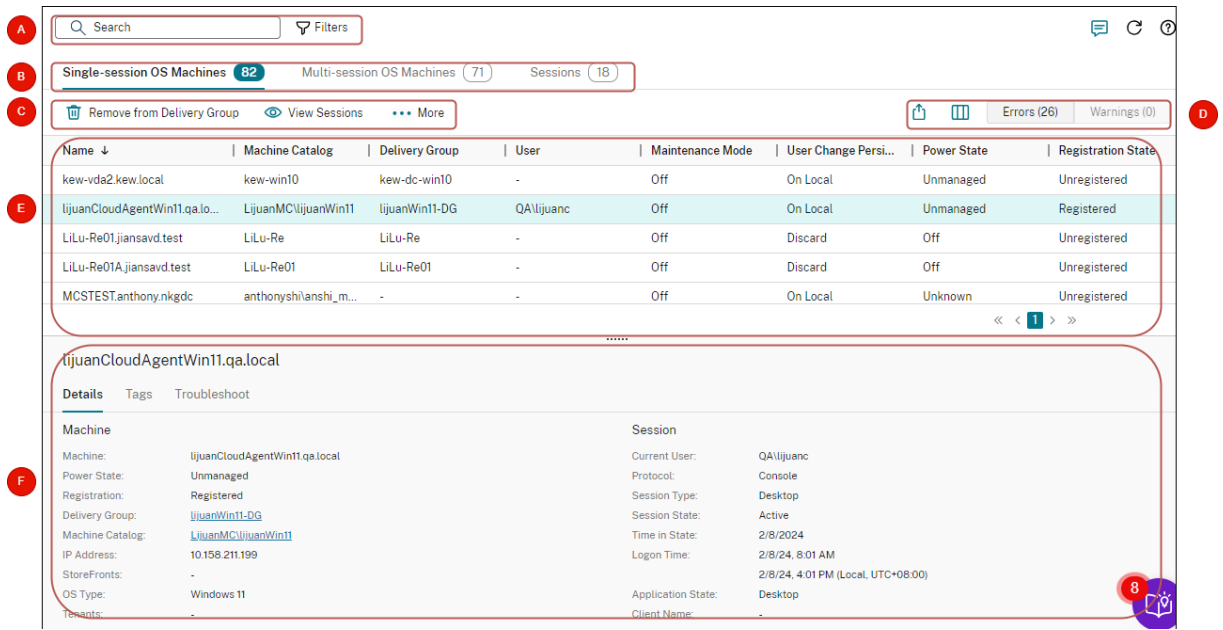 A
Search Filters
B
Single-session OS Machines 82 Multi-session OS Machines 71 Sessions 18
C
Remove from Delivery Group View Sessions ••• More Errors (26) Warnings (0)
D
Name ↓ Machine Catalog Delivery Group User Maintenance Mode User Change Persi... Power State Registration State
kew-vda2.kew.local kew-win10 kew-dc-win10 - Off On Local Unmanaged Unregistered
E
lijuanCloudAgentWin11.qa.lo... LijuanMC\lijuanWin11 lijuanWin11-DG QA\lijuanc Off On Local Unmanaged Registered
LiLu-Re01.jiansavd.test LiLu-Re LiLu-Re - Off Discard Off Unregistered
LiLu-Re01A.jiansavd.test LiLu-Re01 LiLu-Re01 - Off Discard Off Unregistered
MCSTEST.anthony.nkgdc anthonyshi\anshi_m... - - Off On Local Unknown Unregistered
« < 1 > »
lijuanCloudAgentWin11.qa.local
Details Tags Troubleshoot
Machine
Machine: lijuanCloudAgentWin11.qa.local
Power State: Unmanaged
F
Registration: Registered
Delivery Group: lijuanWin11-DG
Machine Catalog: LijuanMC\lijuanWin11
IP Address: 10.158.211.199
StoreFronts: -
OS Type: Windows 11
Tenants: -
Session
Current User: QA\lijuanc
Protocol: Console
Session Type: Desktop
Session State: Active
Time in State: 2/8/2024
Logon Time: 2/8/24, 8:01 AM
2/8/24, 4:01 PM (Local, UTC+08:00)
Application State: Desktop
Client Name: -
8